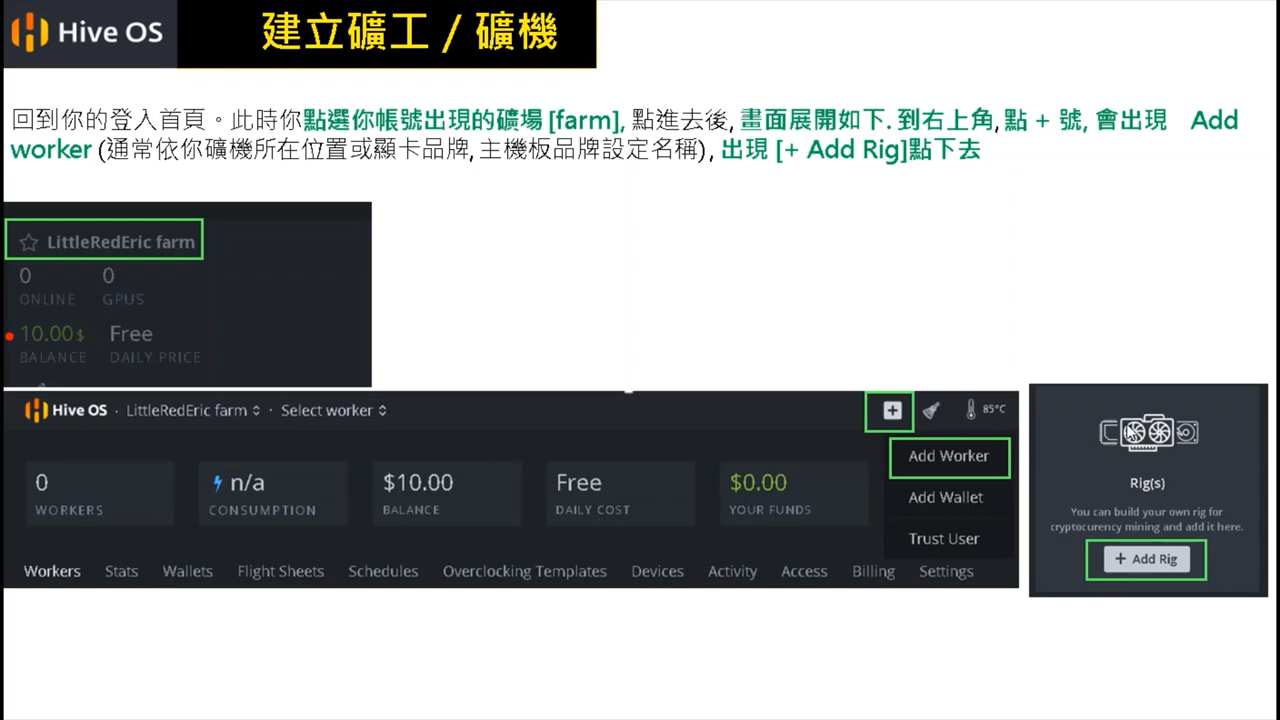 Hive OS
建立礦工 / 礦機
回到你的登入首頁。此時你點選你帳號出現的礦場 [farm], 點進去後, 畫面展開如下. 到右上角, 點 + 號, 會出現 Add
worker (通常依你礦機所在位置或顯卡品牌, 主機板品牌設定名稱), 出現 [+ Add Rig]點下去
LittleRedEric farm
0 0
ONLINE GPUS
10.00$ Free
BALANCE DAILY PRICE
Hive OS · LittleRedEric farm · Select worker 85°C
Add Worker
Add Wallet
Trust User
0 n/a $10.00 Free $0.00
WORKERS CONSUMPTION BALANCE DAILY COST YOUR FUNDS
Workers Stats Wallets Flight Sheets Schedules Overclocking Templates Devices Activity Access Billing Settings
Rig(s)
You can build your own rig for
cryptocurency mining and add it here.
+ Add Rig